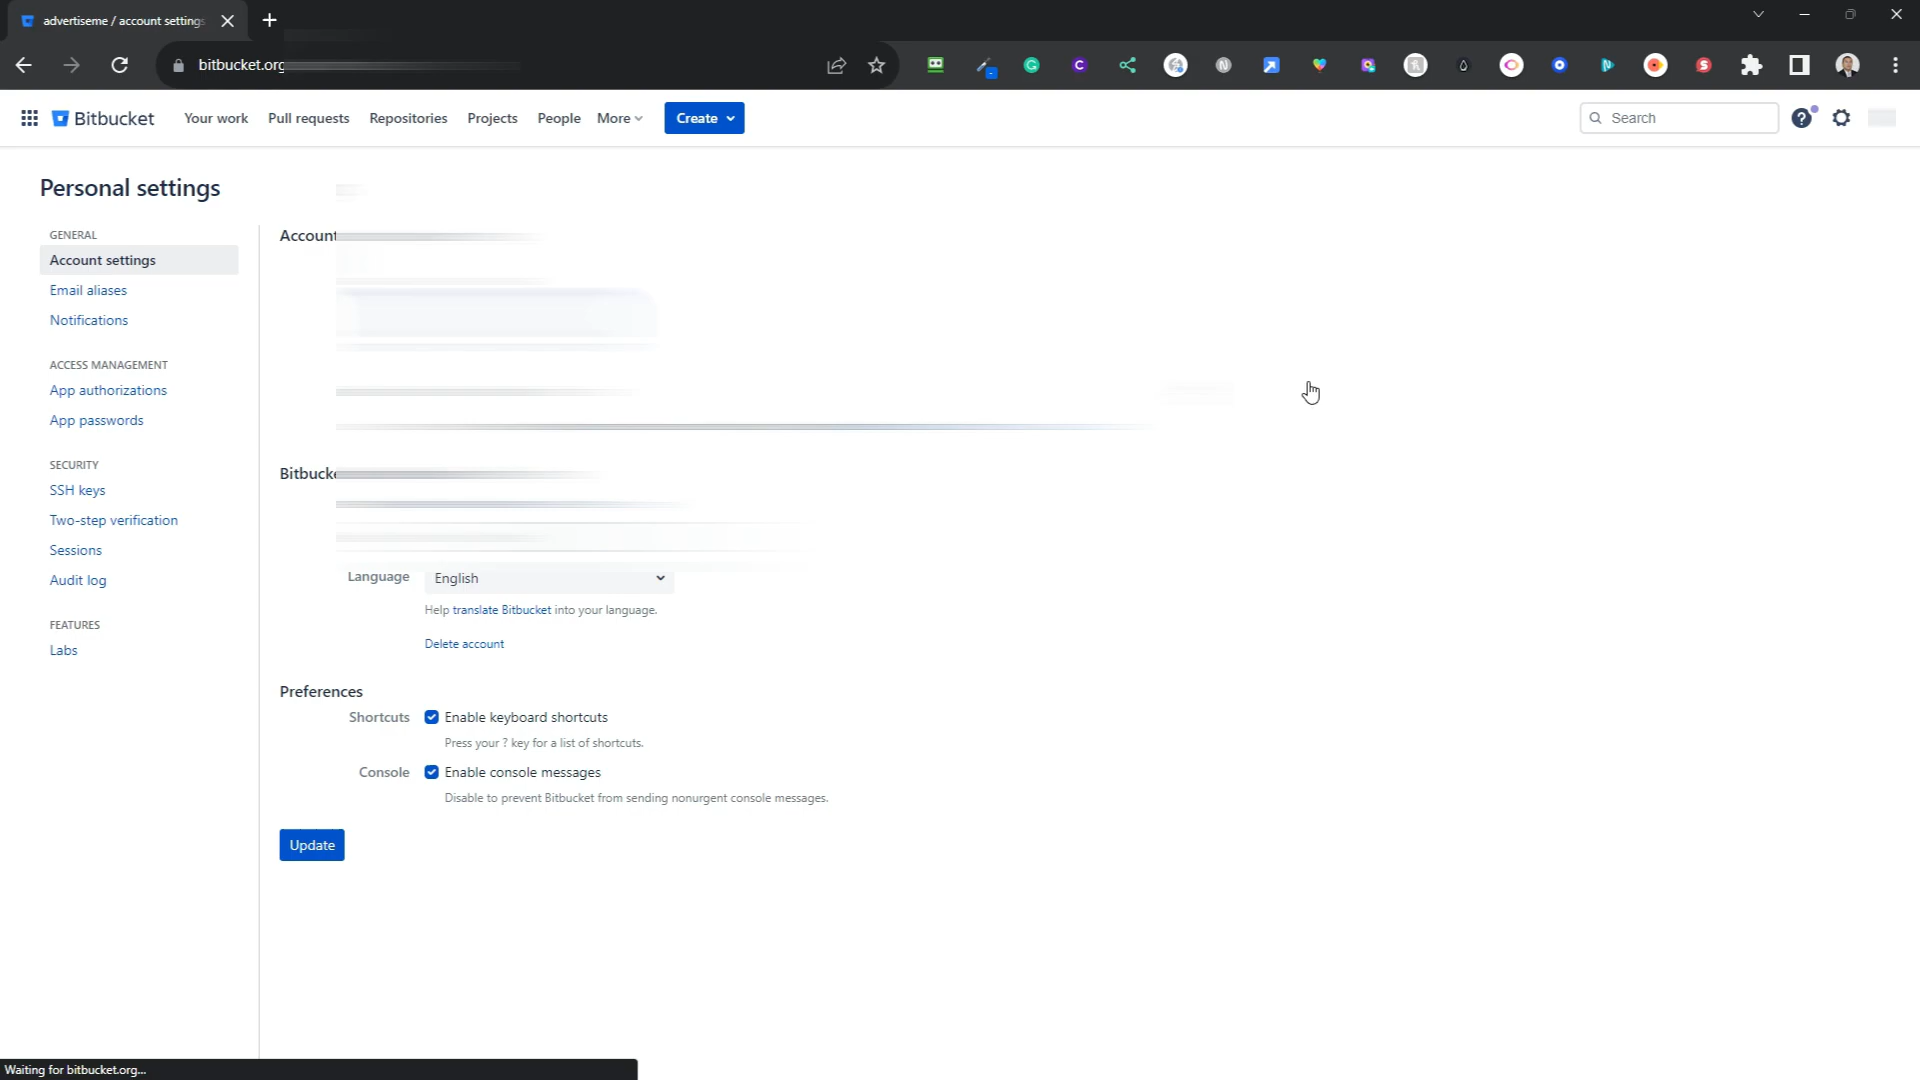 advertiseme / account settings
bitbucket.org
Bitbucket
Your work
Pull requests
Repositories
Projects
People
More
Create
Search
Personal settings
GENERAL
Account settings
Email aliases
Notifications
ACCESS MANAGEMENT
App authorizations
App passwords
SECURITY
SSH keys
Two-step verification
Sessions
Audit log
FEATURES
Labs
Account
Language
English
Help translate Bitbucket into your language.
Delete account
Preferences
Shortcuts
Enable keyboard shortcuts
Press your ? key for a list of shortcuts.
Console
Enable console messages
Disable to prevent Bitbucket from sending nonurgent console messages.
Update
Waiting for bitbucket.org...